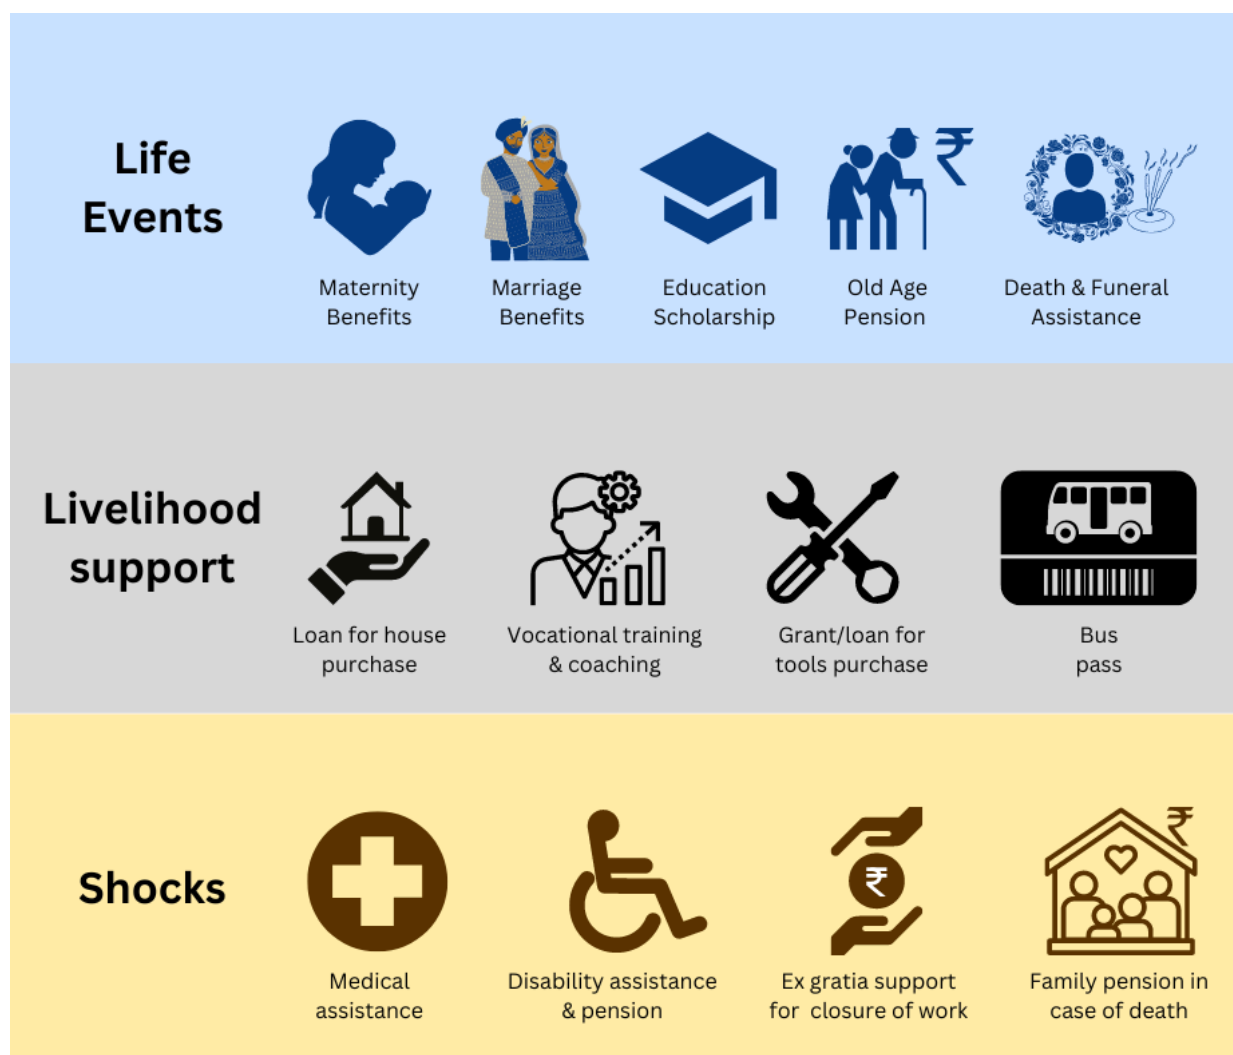 Life
Events
₹
Maternity
Benefits
Marriage
Benefits
Education
Scholarship
Old Age
Pension
Death & Funeral
Assistance
Livelihood
support
Loan for house
purchase
Vocational training
& coaching
Grant/loan for
tools purchase
Bus
pass
Shocks
₹
₹
Medical
assistance
Disability assistance
& pension
Ex gratia support
for closure of work
Family pension in
case of death